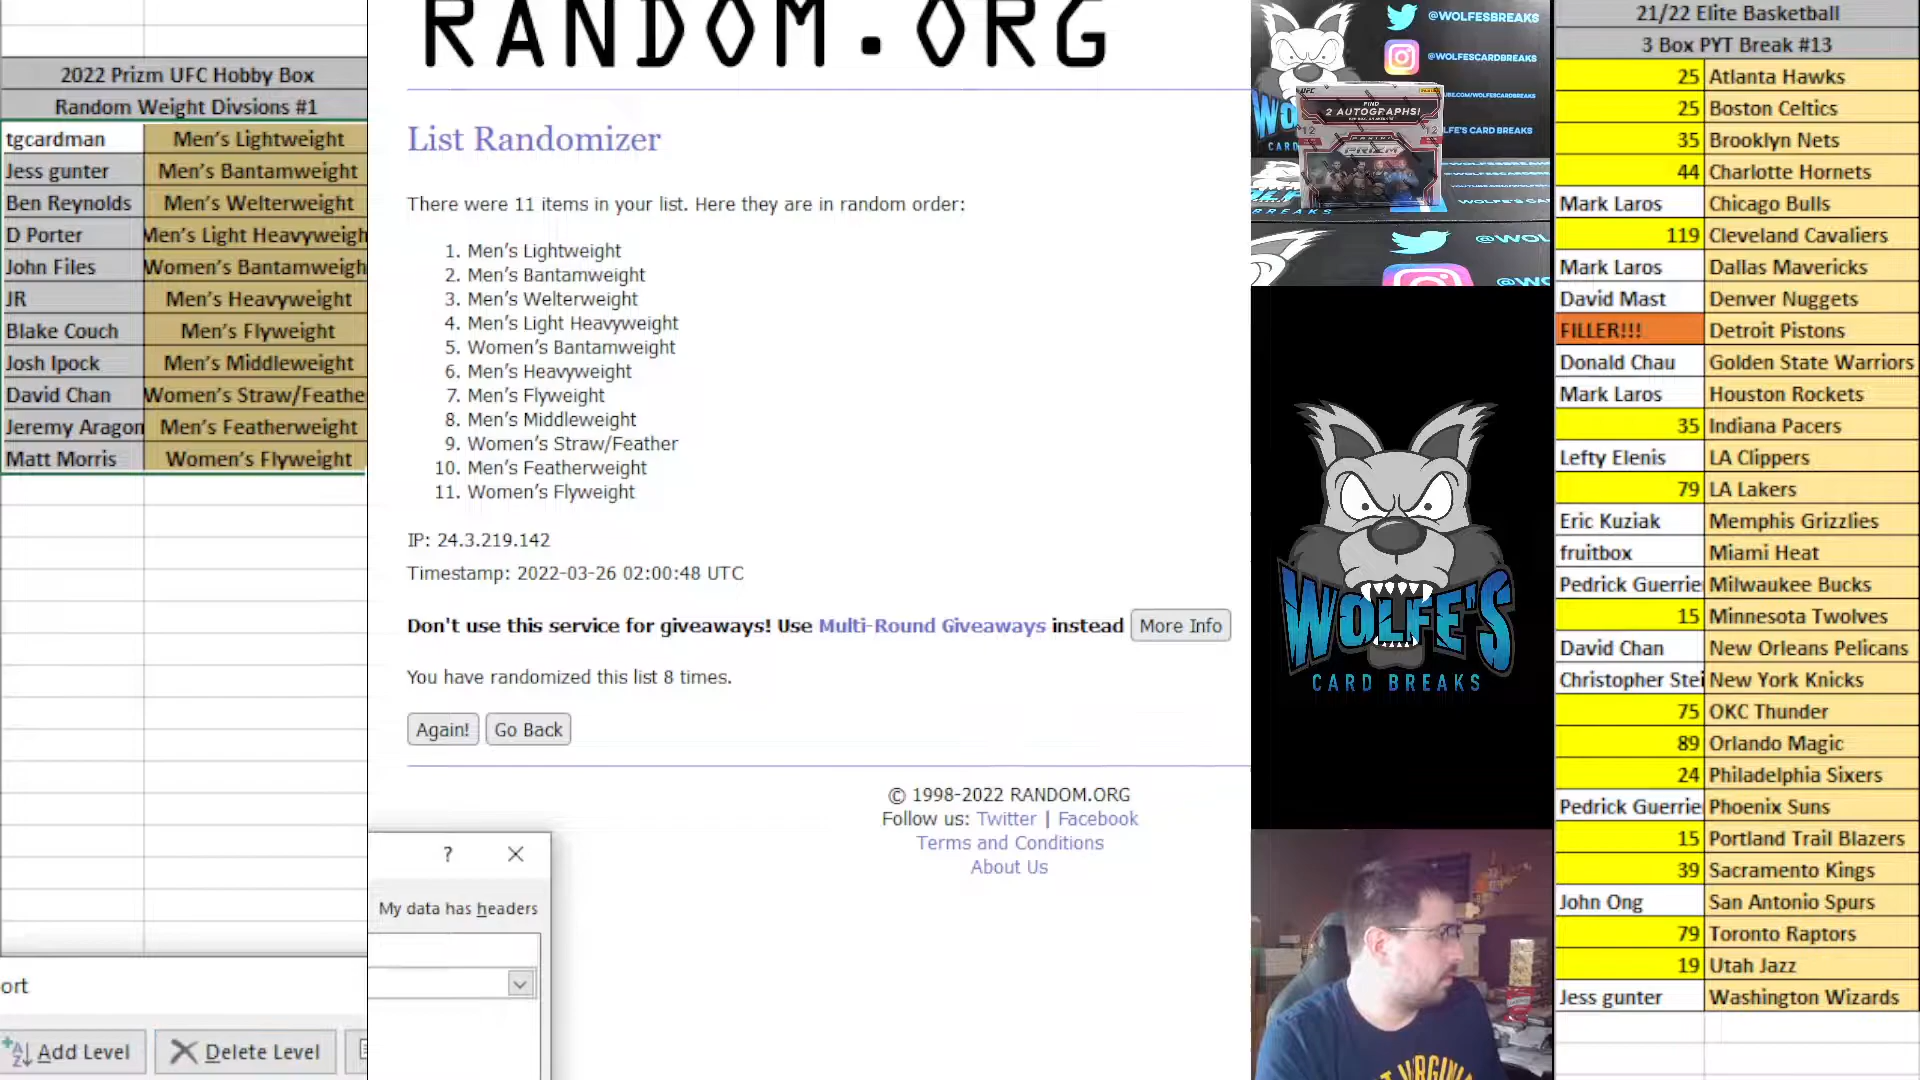 2022 Prizm UFC Hobby Box
Random Weight Divsions #1
tgcardman Men's Lightweight
Jess gunter Men's Bantamweight
Ben Reynolds Men's Welterweight
D Porter Men's Light Heavyweigh
John Files Women's Bantamweigh
JR Men's Heavyweight
Blake Couch Men's Flyweight
Josh Ipock Men's Middleweight
David Chan Women's Straw/Feathe
Jeremy Aragon Men's Featherweight
Matt Morris Women's Flyweight
ort
Add Level
Delete Level
RANDOM.ORG
List Randomizer
There were 11 items in your list. Here they are in random order:
1. Men's Lightweight
2. Men's Bantamweight
3. Men's Welterweight
4. Men's Light Heavyweight
5. Women's Bantamweight
6. Men's Heavyweight
7. Men's Flyweight
8. Men's Middleweight
9. Women's Straw/Feather
10. Men's Featherweight
11. Women's Flyweight
IP: 24.3.219.142
Timestamp: 2022-03-26 02:00:48 UTC
Don't use this service for giveaways! Use Multi-Round Giveaways instead More Info
You have randomized this list 8 times.
Again! Go Back
© 1998-2022 RANDOM.ORG
Follow us: Twitter | Facebook
Terms and Conditions
About Us
?
My data has headers
@WOLFESBREAKS
@WOLFESCARDBREAKS
UFC
FIND
2 AUTOGRAPHS!
12 12
PANINI
PRIZM
LFE'S CARD BREAKS
BREAKS
@WOL
WOLFE'S
CARD BREAKS
21/22 Elite Basketball
3 Box PYT Break #13
25 Atlanta Hawks
25 Boston Celtics
35 Brooklyn Nets
44 Charlotte Hornets
Mark Laros Chicago Bulls
119 Cleveland Cavaliers
Mark Laros Dallas Mavericks
David Mast Denver Nuggets
FILLER!!! Detroit Pistons
Donald Chau Golden State Warriors
Mark Laros Houston Rockets
35 Indiana Pacers
Lefty Elenis LA Clippers
79 LA Lakers
Eric Kuziak Memphis Grizzlies
fruitbox Miami Heat
Pedrick Guerrie Milwaukee Bucks
15 Minnesota Twolves
David Chan New Orleans Pelicans
Christopher Stei New York Knicks
75 OKC Thunder
89 Orlando Magic
24 Philadelphia Sixers
Pedrick Guerrie Phoenix Suns
15 Portland Trail Blazers
39 Sacramento Kings
John Ong San Antonio Spurs
79 Toronto Raptors
19 Utah Jazz
Jess gunter Washington Wizards